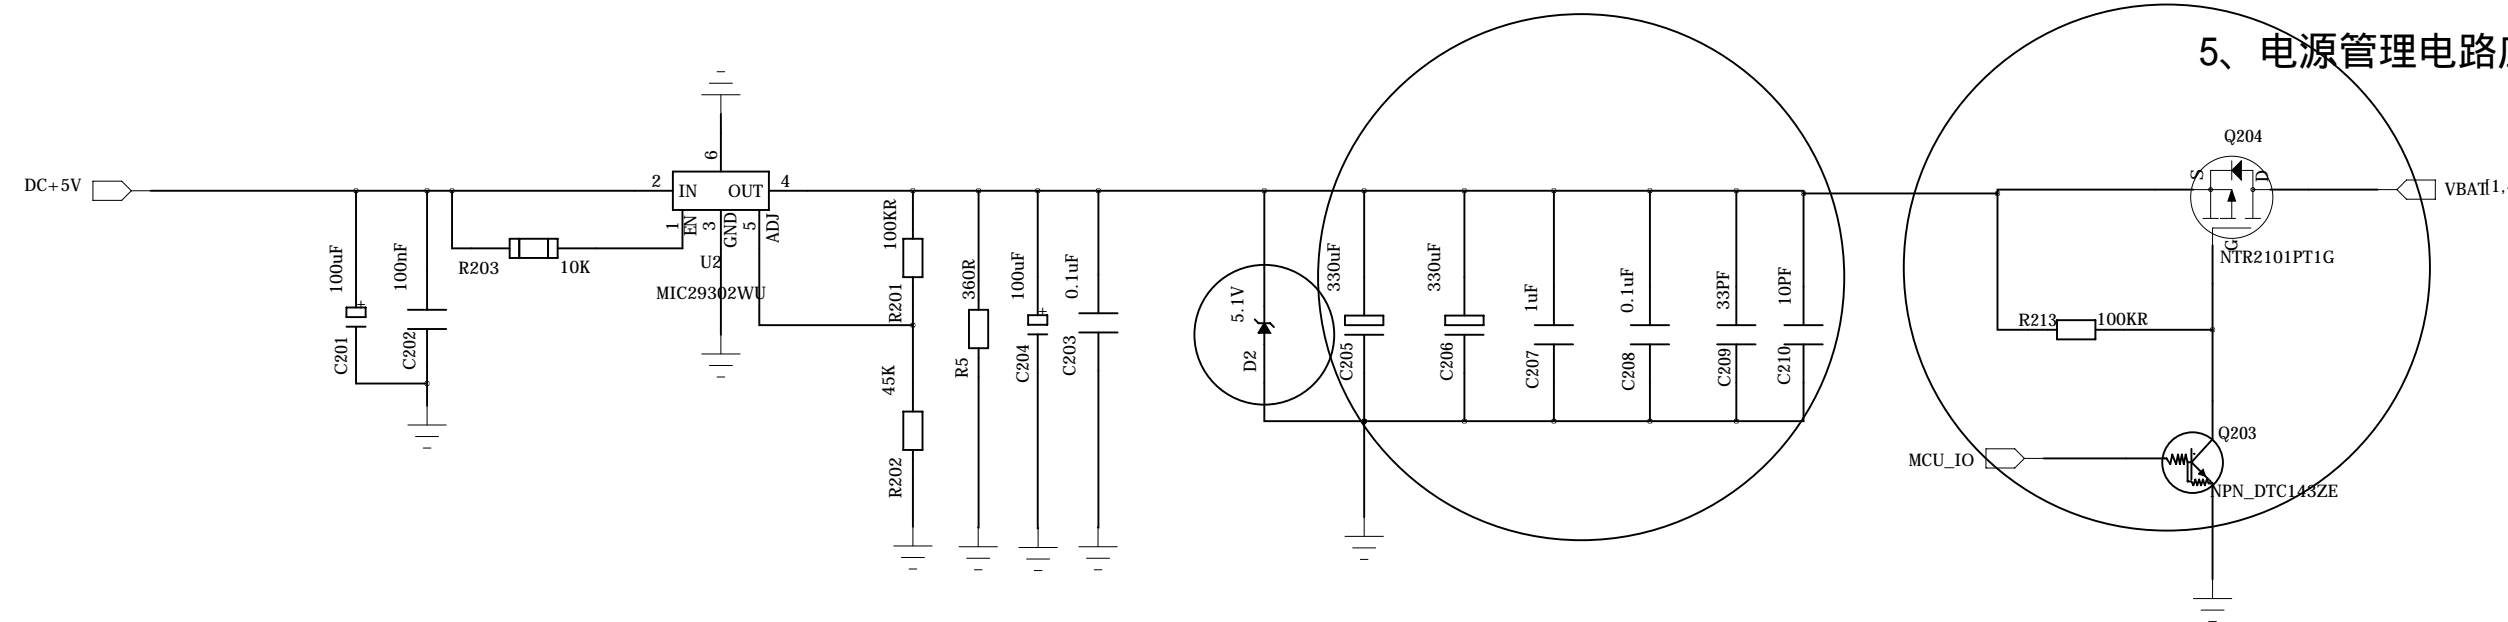 5、电源管理电路
Q204
DC+5V
6
2
IN
OUT
4
S
D
VBAT[1,
1
EN
3
GND
5
ADJ
G
NTR2101PT1G
100uF
100nF
R203
10K
U2
MIC29302WU
100KR
R201
360R
100uF
0.1uF
5.1V
330uF
330uF
1uF
0.1uF
33PF
10PF
R213
100KR
C201
C202
45K
R5
C204
C203
D2
C205
C206
C207
C208
C209
C210
R202
MCU_IO
Q203
NPN_DTC143ZE
+
+